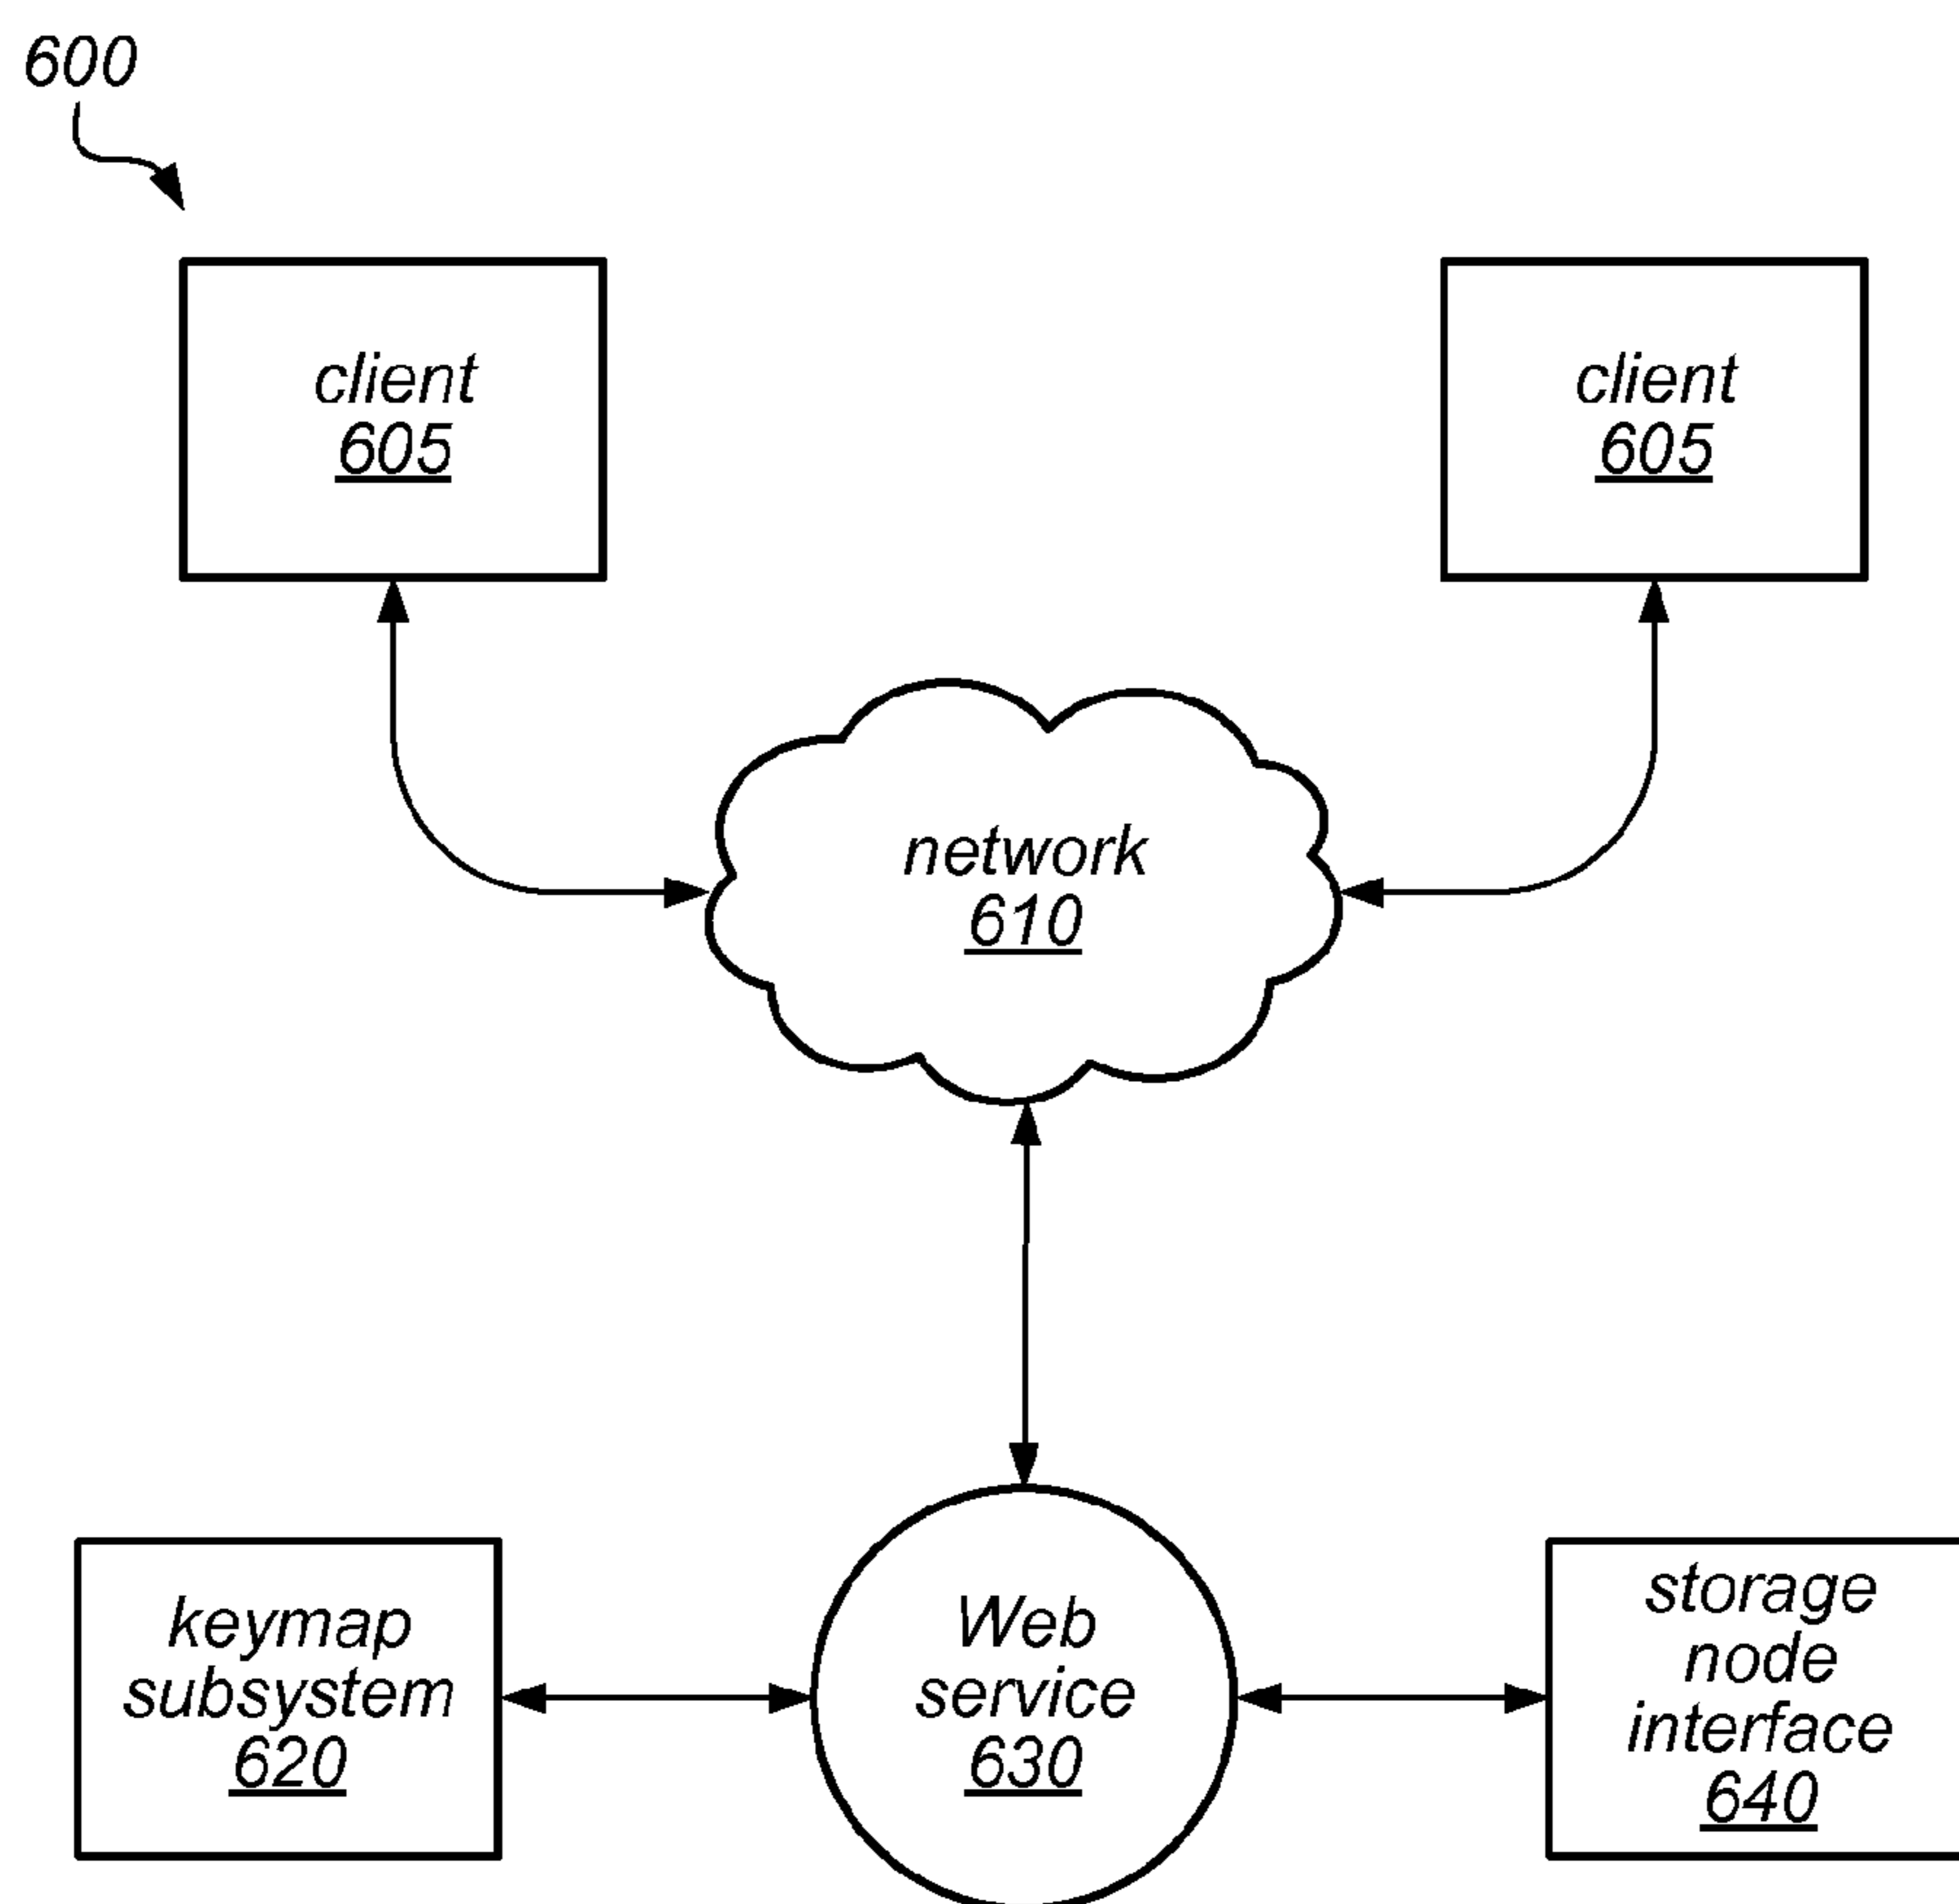 600
client
605
client
605
network
610
keymap
subsystem
620
Web
service
630
storage
node
interface
640